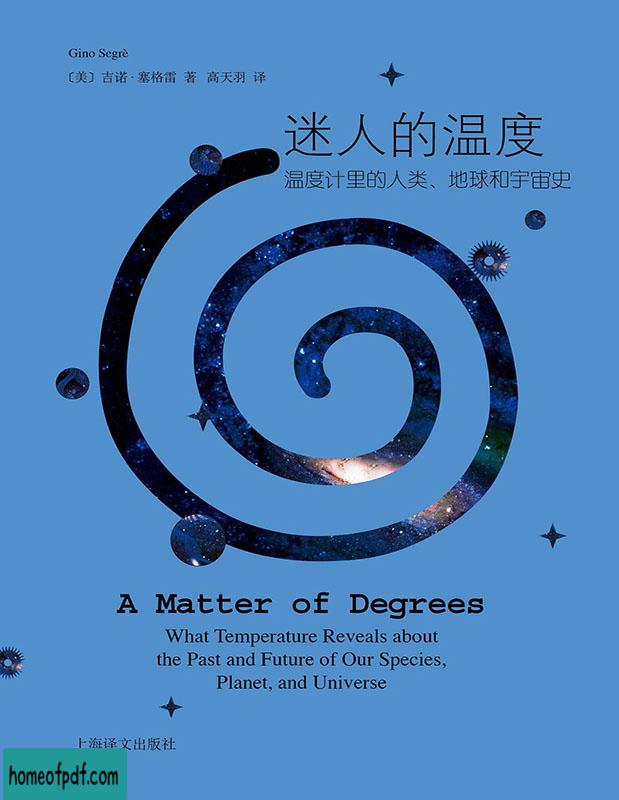 Gino Segrè
〔美〕吉诺·塞格雷 著 高天羽 译
迷人的温度
温度计里的人类、地球和宇宙史
A Matter of Degrees
What Temperature Reveals about
the Past and Future of Our Species,
Planet, and Universe
上海译文出版社
homeofpdf.com